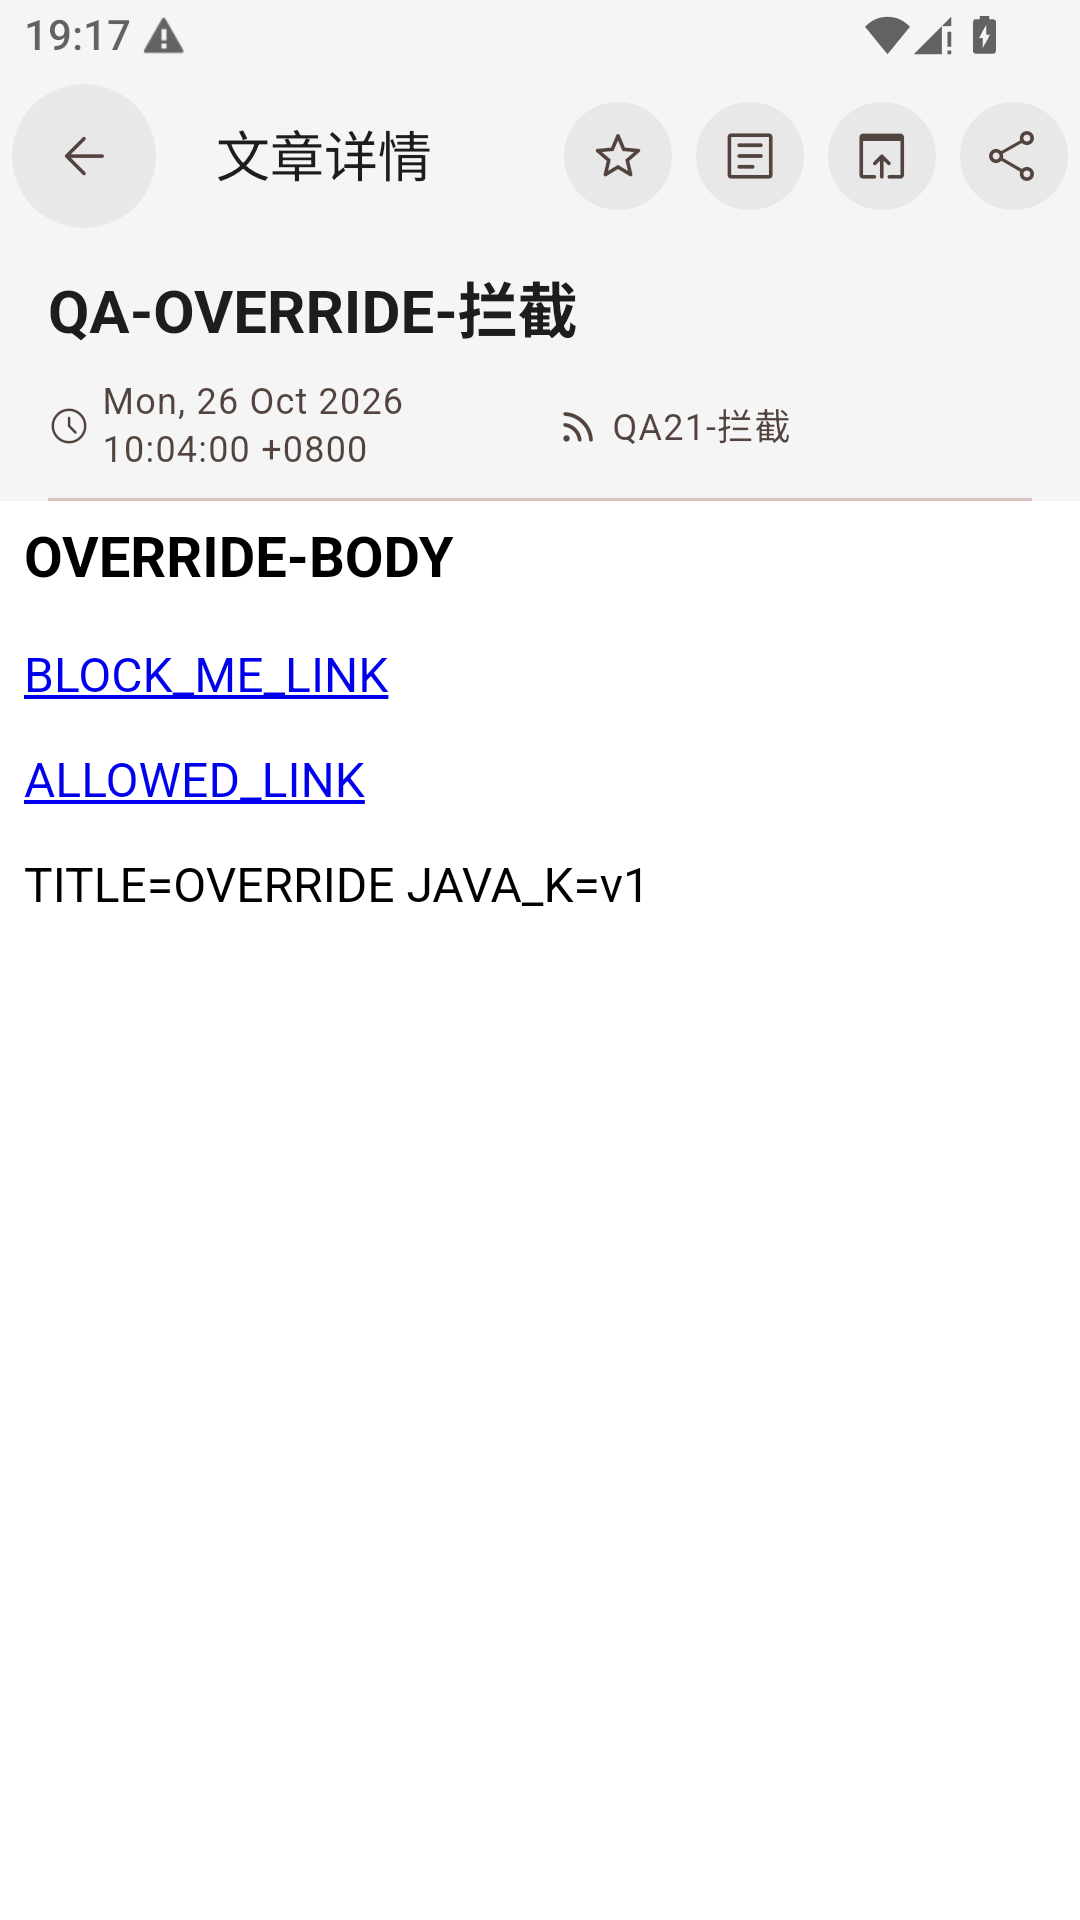 19:17
文章详情
QA-OVERRIDE-拦截
Mon, 26 Oct 2026
10:04:00 +0800
QA21-拦截
OVERRIDE-BODY
BLOCK_ME_LINK
ALLOWED_LINK
TITLE=OVERRIDE JAVA_K=v1